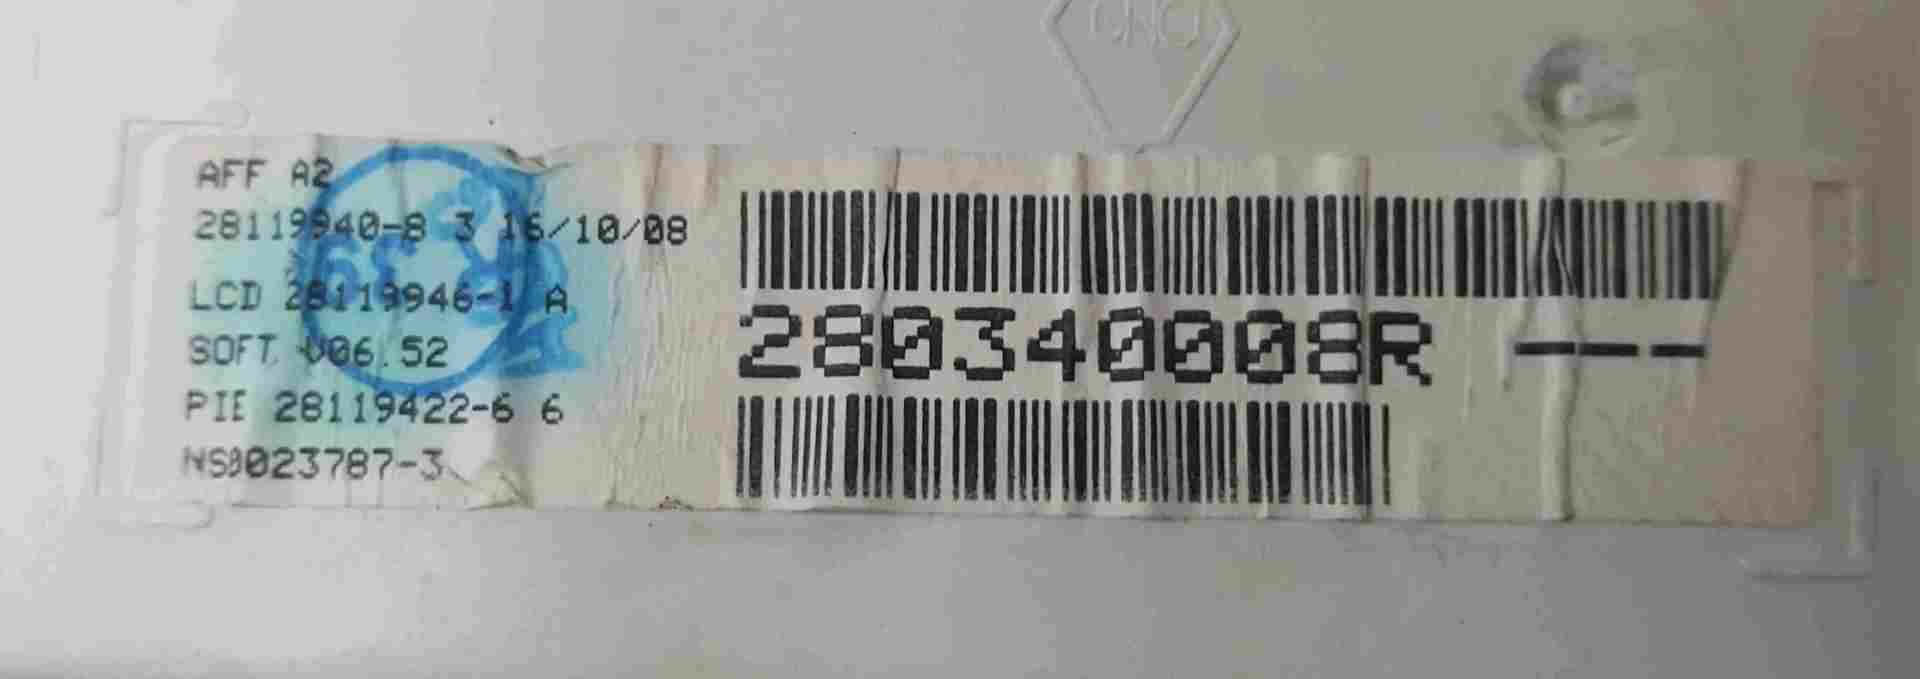 AFF A2
28119940-8 3 16/10/08
LCD 28119946-1 A
SOFT V06.52
PIE 28119422-6 6
NS0023787-3
280340008R ---